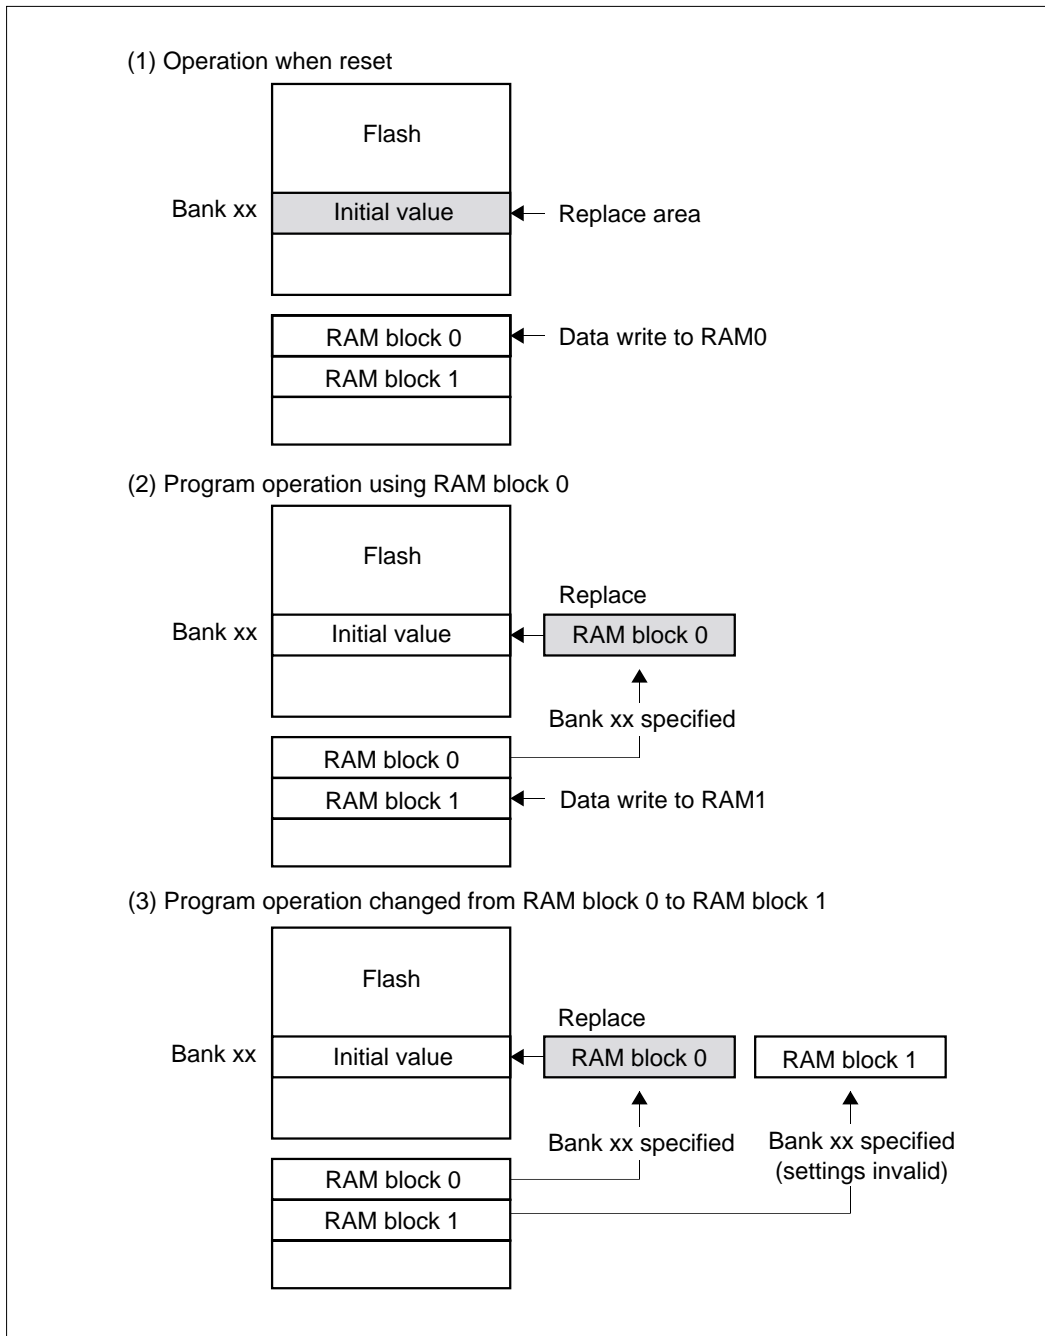 (1) Operation when reset
Flash
Bank xx
Initial value
Replace area
RAM block 0
Data write to RAM0
RAM block 1
(2) Program operation using RAM block 0
Flash
Replace
Bank xx
Initial value
RAM block 0
Bank xx specified
RAM block 0
RAM block 1
Data write to RAM1
(3) Program operation changed from RAM block 0 to RAM block 1
Flash
Replace
Bank xx
Initial value
RAM block 0
RAM block 1
Bank xx specified
Bank xx specified
(settings invalid)
RAM block 0
RAM block 1